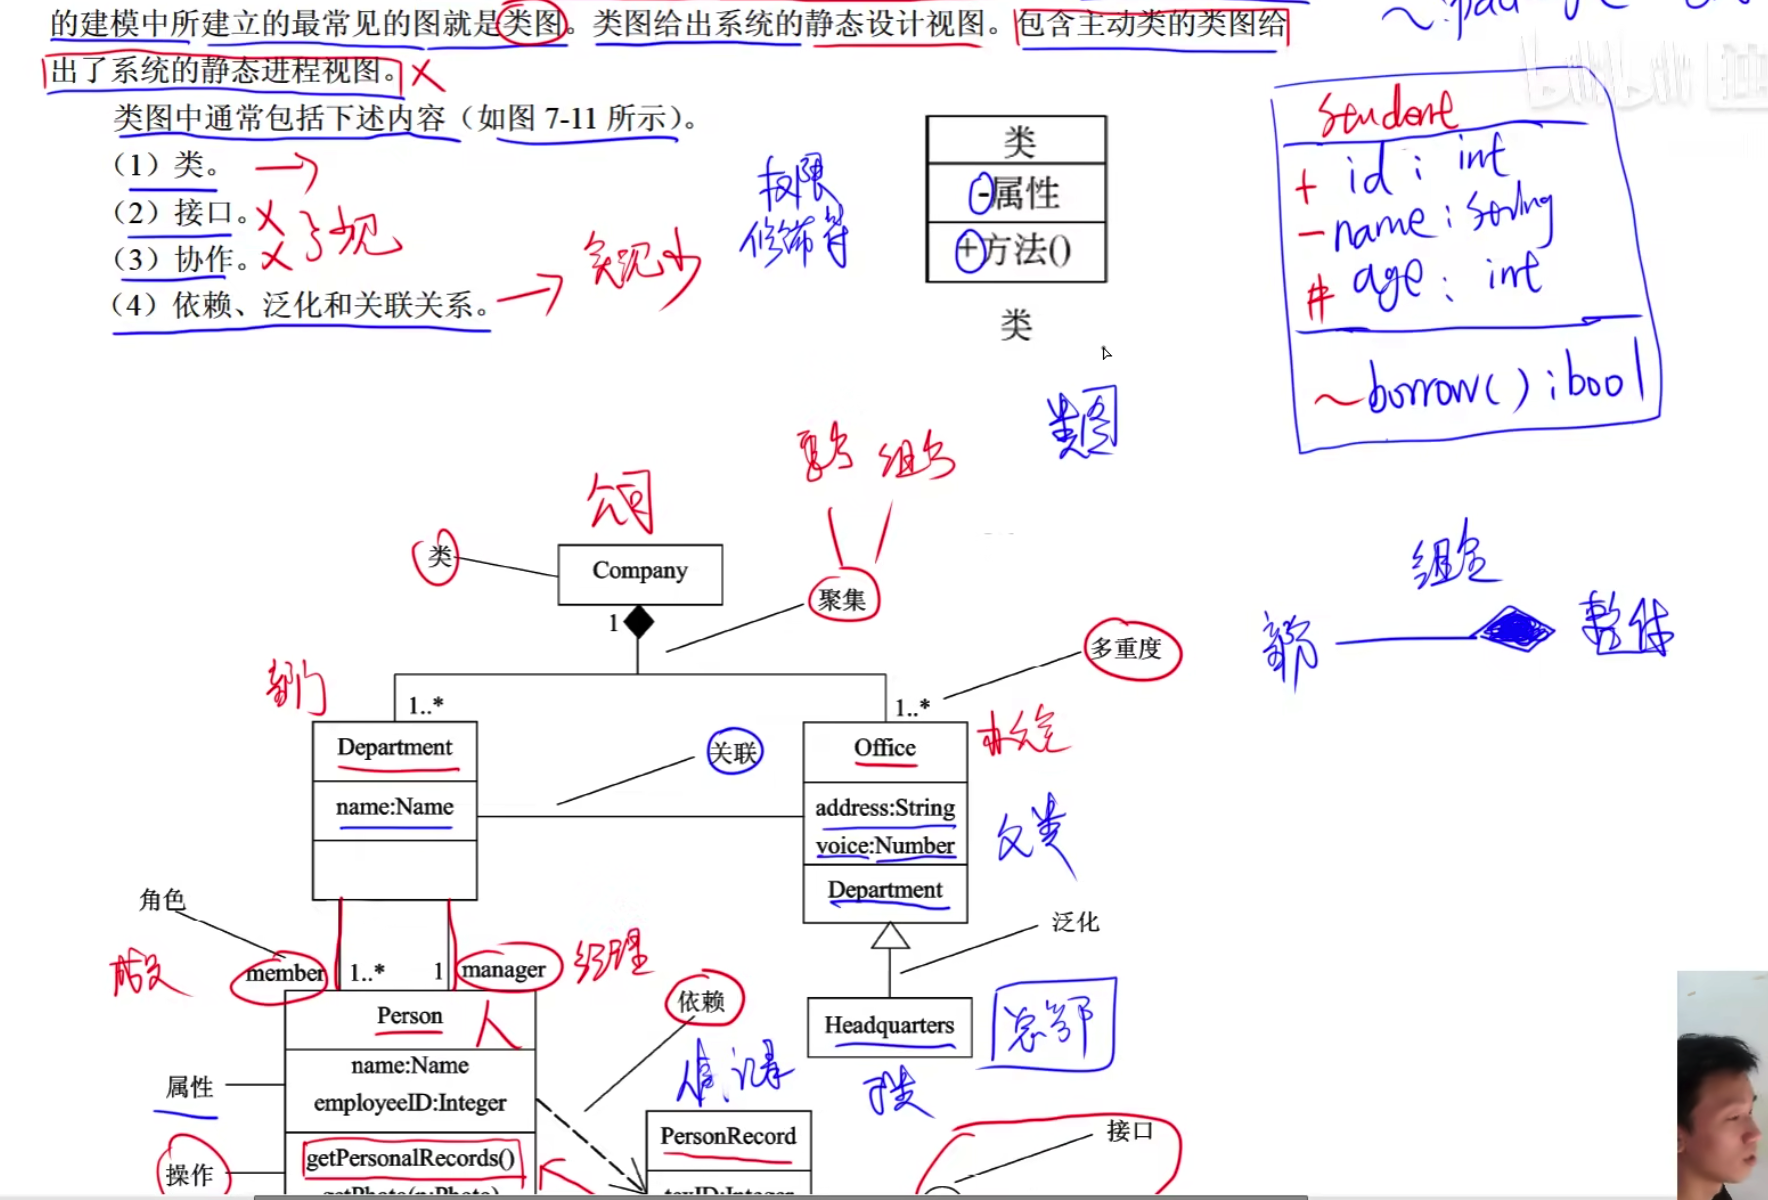 的建模中所建立的最常见的图就是类图。类图给出系统的静态设计视图。包含主动类的类图给
出了系统的静态进程视图。
类图中通常包括下述内容（如图 7-11 所示）。
（1）类。
（2）接口。
（3）协作。
（4）依赖、泛化和关联关系。
少见
实现少
权限
修饰符
类
-属性
+方法()
类
Student
+ id : int
- name : String
# age : int
~borrow() : bool
类图
聚合 组合
公司
类
Company
聚集
1
组合
部分
整体
多重度
部门
1..*
1..*
Department
关联
Office
办公室
name:Name
address:String
voice:Number
父类
Department
角色
泛化
成员
member
1..*
1
manager
经理
依赖
Person
人
Headquarters
总部
name:Name
属性
employeeID:Integer
子类
PersonRecord
接口
操作
getPersonalRecords()
getPhoto(p:Photo)
taxID:Integer
bilibili